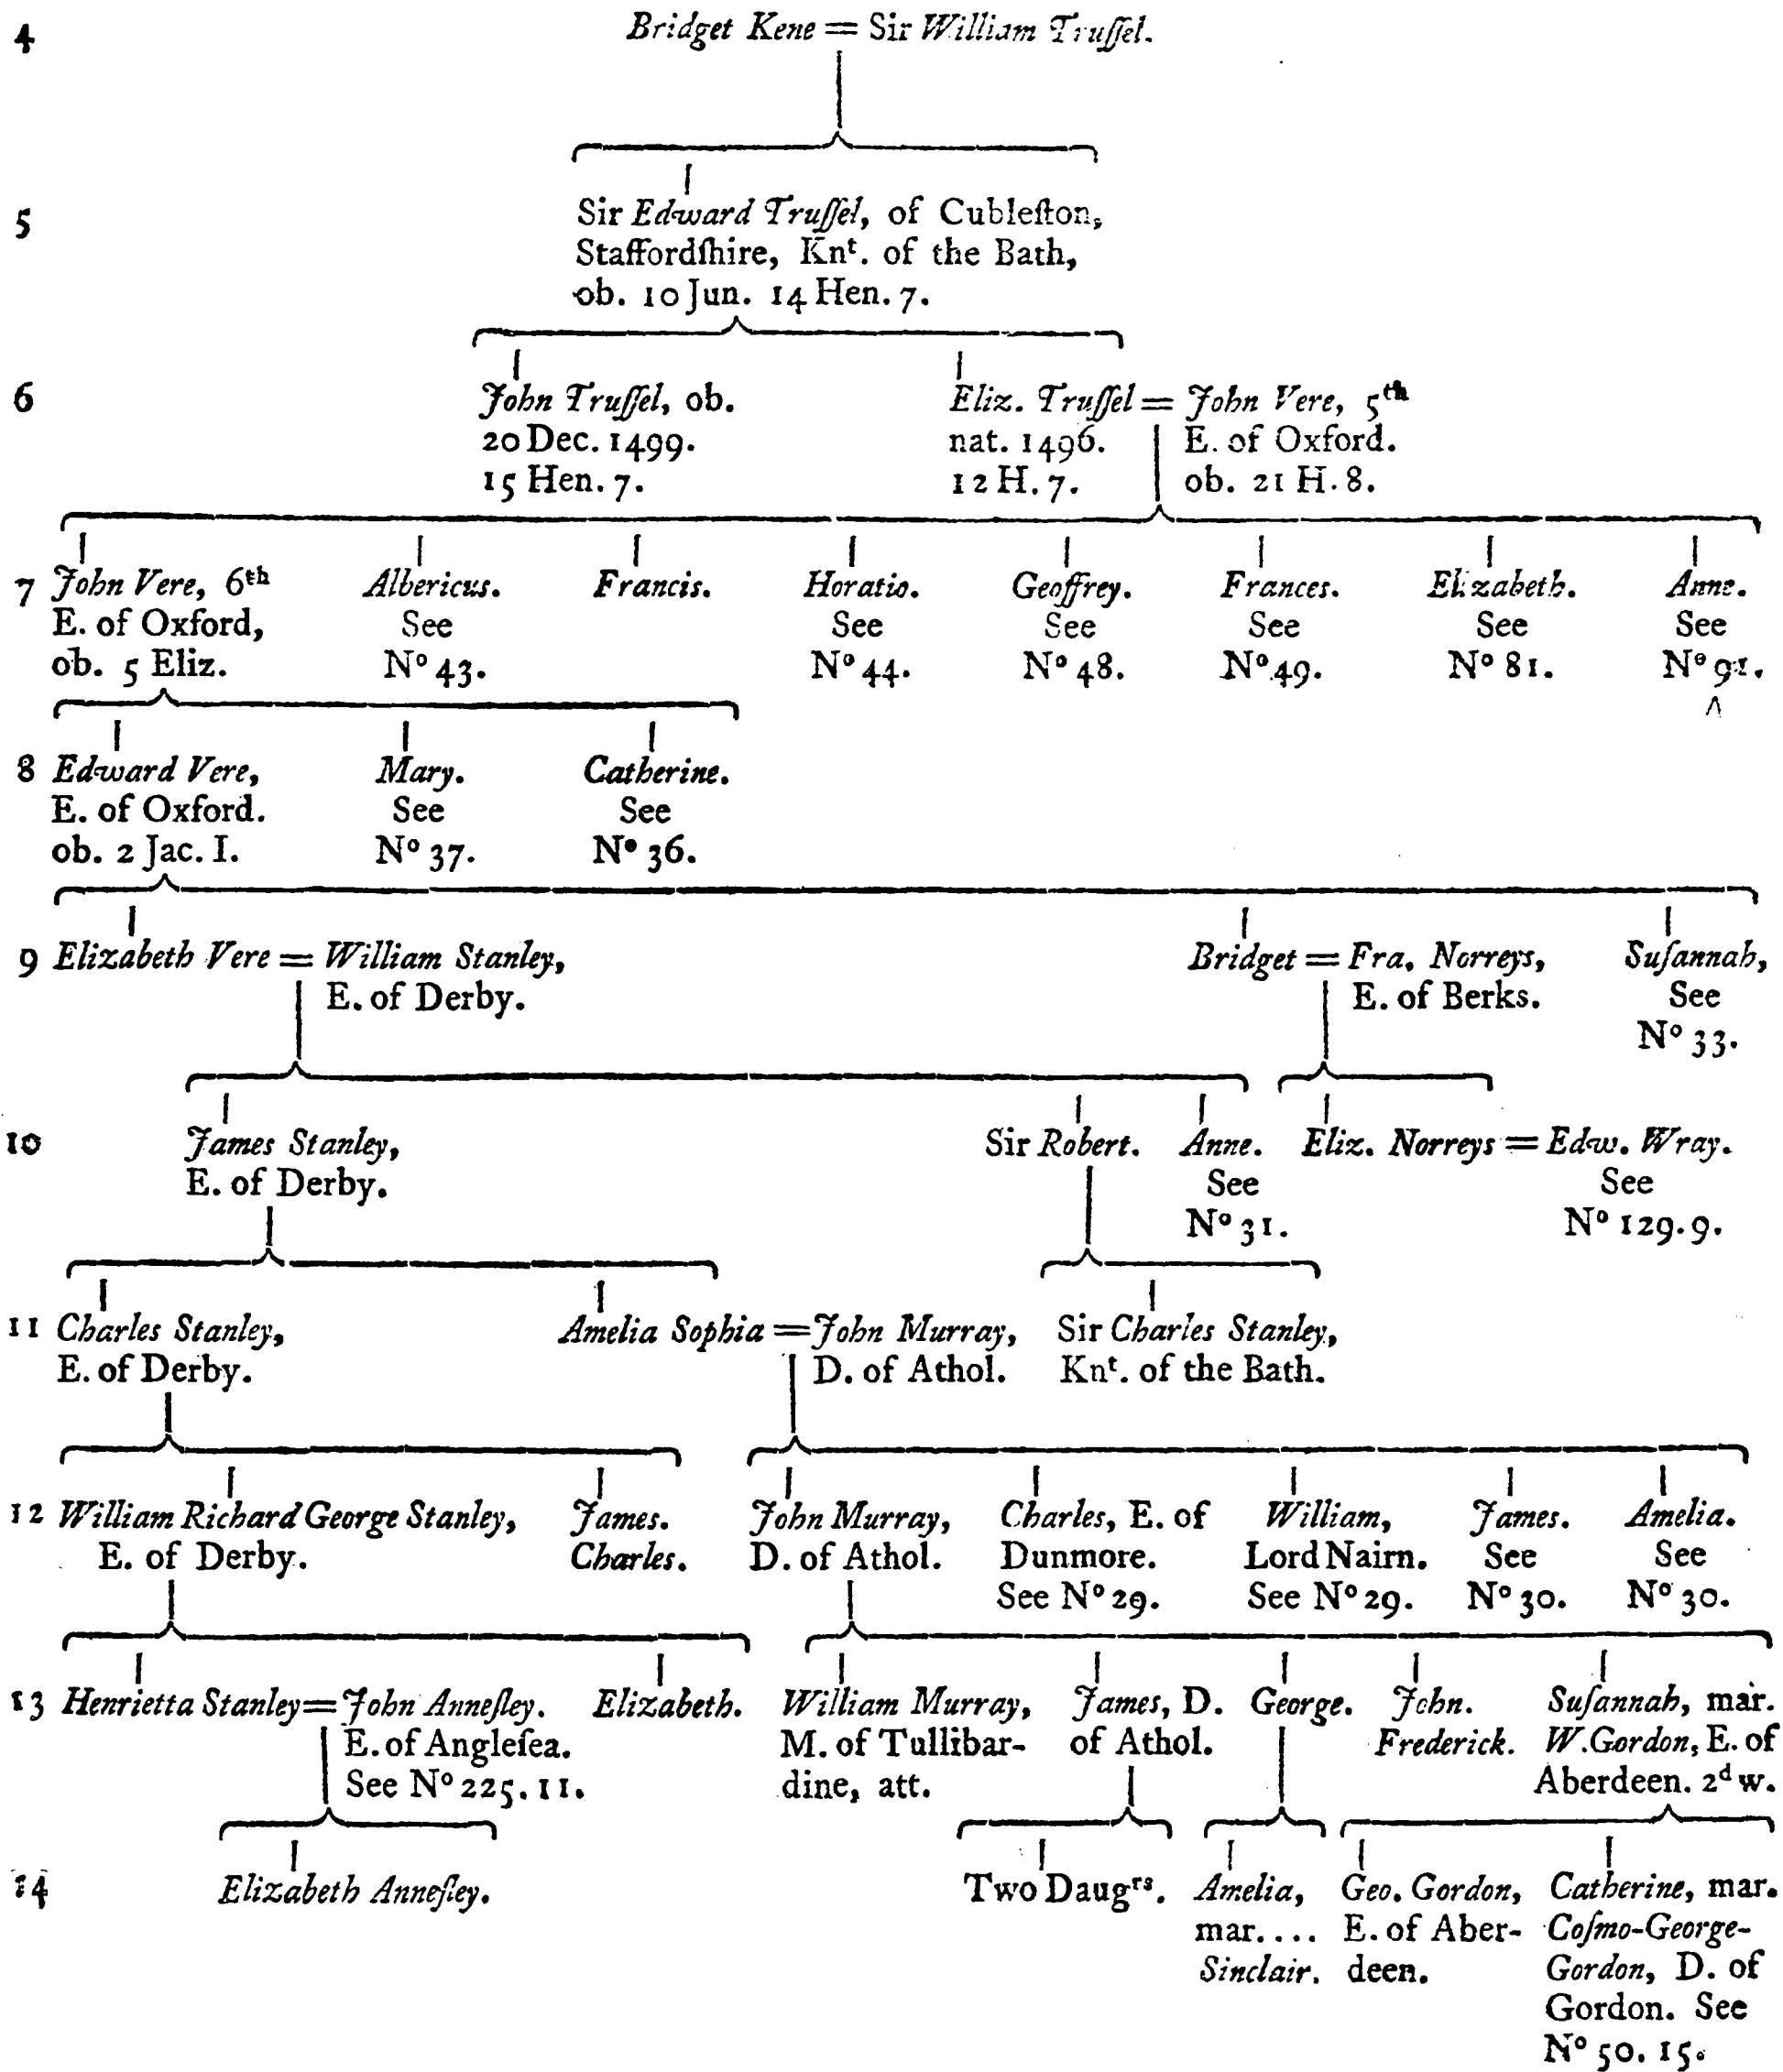 4 Bridget Kene = Sir William Truſſel.
5 Sir Edward Truſſel, of Cubleſton,
Staffordſhire, Knt. of the Bath,
ob. 10 Jun. 14 Hen. 7.
6 John Truſſel, ob. Eliz. Truſſel = John Vere, 5th
20 Dec. 1499. nat. 1496. E. of Oxford.
15 Hen. 7. 12 H. 7. ob. 21 H. 8.
7 John Vere, 6th Albericus. Francis. Horatio. Geoffrey. Frances. Elizabeth. Anne.
E. of Oxford, See See See See See See
ob. 5 Eliz. No 43. No 44. No 48. No 49. No 81. No 91.
8 Edward Vere, Mary. Catherine.
E. of Oxford. See See
ob. 2 Jac. I. No 37. No 36.
9 Elizabeth Vere = William Stanley, Bridget = Fra. Norreys, Suſannah,
E. of Derby. E. of Berks. See
No 33.
10 James Stanley, Sir Robert. Anne. Eliz. Norreys = Edw. Wray.
E. of Derby. See See
No 31. No 129. 9.
11 Charles Stanley, Amelia Sophia = John Murray, Sir Charles Stanley,
E. of Derby. D. of Athol. Knt. of the Bath.
12 William Richard George Stanley, James. John Murray, Charles, E. of William, James. Amelia.
E. of Derby. Charles. D. of Athol. Dunmore. Lord Nairn. See See
See No 29. See No 29. No 30. No 30.
13 Henrietta Stanley = John Anneſley. Elizabeth. William Murray, James, D. George. John. Suſannah, mar.
E. of Angleſea. M. of Tullibar- of Athol. Frederick. W. Gordon, E. of
See No 225. 11. dine, att. Aberdeen. 2d w.
14 Elizabeth Anneſley. Two Daugrs. Amelia, Geo. Gordon, Catherine, mar.
mar.... E. of Aber- Coſmo-George-
Sinclair. deen. Gordon, D. of
Gordon. See
No 50. 15.